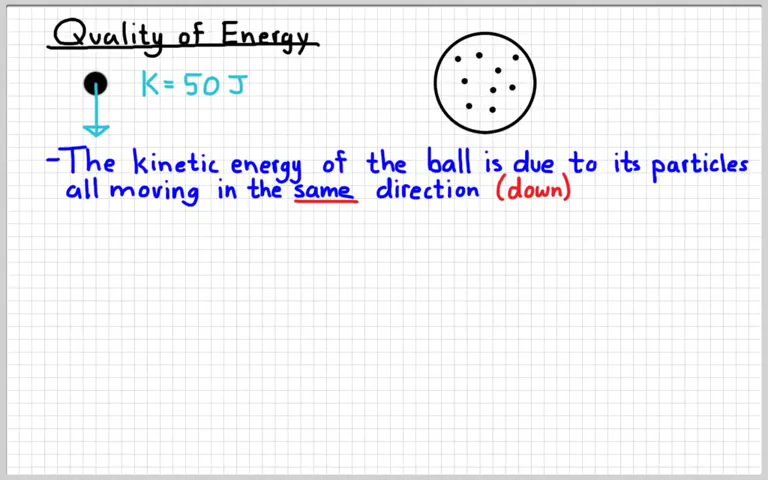 Quality of Energy
K = 50 J
- The kinetic energy of the ball is due to its particles
all moving in the same direction (down)